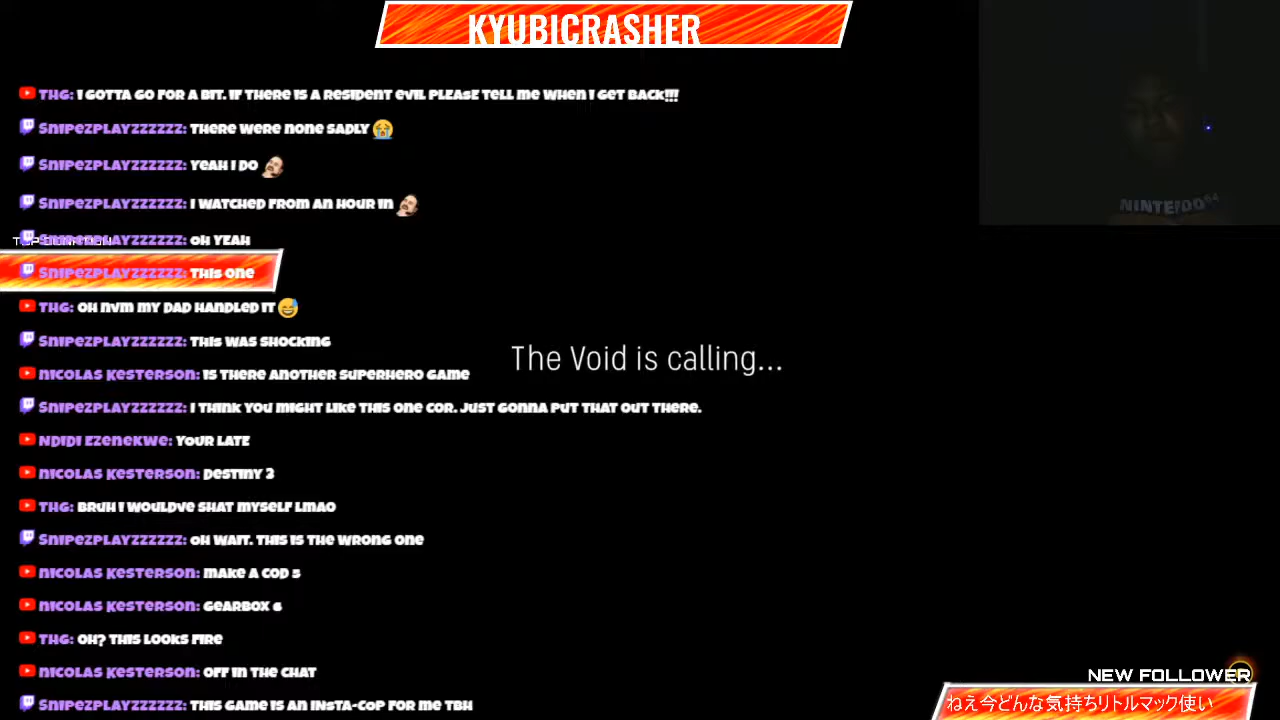 KYUBICRASHER
THG: I GOTTA GO FOR A BIT. IF THERE IS A RESIDENT EVIL PLEASE TELL ME WHEN I GET BACK!!!
SNIPEZPLAYZZZZZZ: THERE WERE NONE SADLY 😭
SNIPEZPLAYZZZZZZ: YEAH I DO
SNIPEZPLAYZZZZZZ: I WATCHED FROM AN HOUR IN
NINTENDO64
TOP DONATION
SNIPEZPLAYZZZZZZ: OH YEAH
SNIPEZPLAYZZZZZZ: THIS ONE
THG: OH NVM MY DAD HANDLED IT 😅
SNIPEZPLAYZZZZZZ: THIS WAS SHOCKING
The Void is calling...
NICOLAS KESTERSON: IS THERE ANOTHER SUPERHERO GAME
SNIPEZPLAYZZZZZZ: I THINK YOU MIGHT LIKE THIS ONE COR. JUST GONNA PUT THAT OUT THERE.
NDIDI EZENEKWE: YOUR LATE
NICOLAS KESTERSON: DESTINY 3
THG: BRUH I WOULDVE SHAT MYSELF LMAO
SNIPEZPLAYZZZZZZ: OH WAIT. THIS IS THE WRONG ONE
NICOLAS KESTERSON: MAKE A COD 5
NICOLAS KESTERSON: GEARBOX 6
THG: OH? THIS LOOKS FIRE
NICOLAS KESTERSON: OFF IN THE CHAT
SNIPEZPLAYZZZZZZ: THIS GAME IS AN INSTA-COF FOR ME TBH
NEW FOLLOWER
ねえ今どんな気持ちリトルマック使い